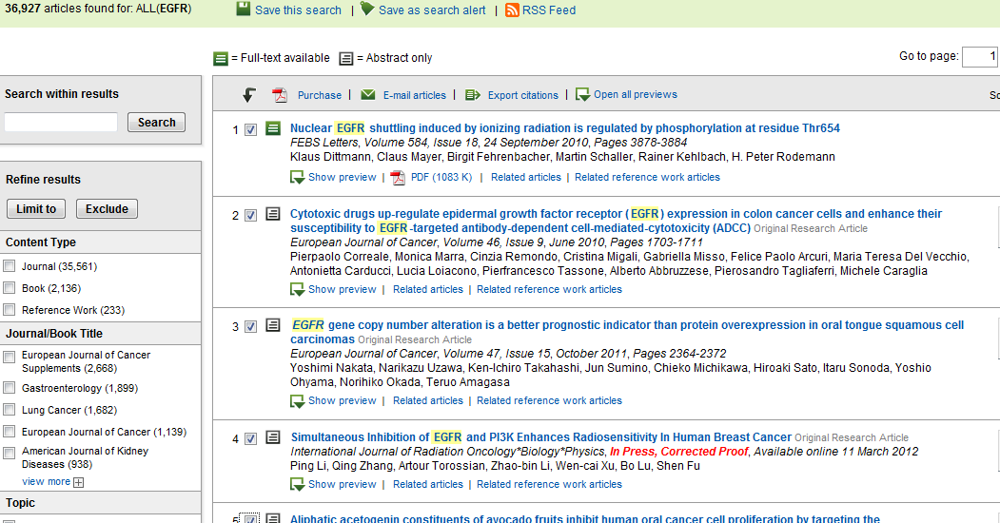 36,927 articles found for: ALL(EGFR)
Save this search | Save as search alert | RSS Feed
= Full-text available = Abstract only
Go to page: 1
Search within results
Search
Refine results
Limit to Exclude
Content Type
Journal (35,561)
Book (2,136)
Reference Work (233)
Journal/Book Title
European Journal of Cancer
Supplements (2,668)
Gastroenterology (1,899)
Lung Cancer (1,682)
European Journal of Cancer (1,139)
American Journal of Kidney
Diseases (938)
view more
Topic
Purchase | E-mail articles | Export citations | Open all previews
So
1 Nuclear EGFR shuttling induced by ionizing radiation is regulated by phosphorylation at residue Thr654
FEBS Letters, Volume 584, Issue 18, 24 September 2010, Pages 3878-3884
Klaus Dittmann, Claus Mayer, Birgit Fehrenbacher, Martin Schaller, Rainer Kehlbach, H. Peter Rodemann
Show preview | PDF (1083 K) | Related articles | Related reference work articles
2 Cytotoxic drugs up-regulate epidermal growth factor receptor (EGFR) expression in colon cancer cells and enhance their
susceptibility to EGFR-targeted antibody-dependent cell-mediated-cytotoxicity (ADCC) Original Research Article
European Journal of Cancer, Volume 46, Issue 9, June 2010, Pages 1703-1711
Pierpaolo Correale, Monica Marra, Cinzia Remondo, Cristina Migali, Gabriella Misso, Felice Paolo Arcuri, Maria Teresa Del Vecchio,
Antonietta Carducci, Lucia Loiacono, Pierfrancesco Tassone, Alberto Abbruzzese, Pierosandro Tagliaferri, Michele Caraglia
Show preview | Related articles | Related reference work articles
3 EGFR gene copy number alteration is a better prognostic indicator than protein overexpression in oral tongue squamous cell
carcinomas Original Research Article
European Journal of Cancer, Volume 47, Issue 15, October 2011, Pages 2364-2372
Yoshimi Nakata, Narikazu Uzawa, Ken-Ichiro Takahashi, Jun Sumino, Chieko Michikawa, Hiroaki Sato, Itaru Sonoda, Yoshio
Ohyama, Norihiko Okada, Teruo Amagasa
Show preview | Related articles | Related reference work articles
4 Simultaneous Inhibition of EGFR and PI3K Enhances Radiosensitivity In Human Breast Cancer Original Research Article
International Journal of Radiation Oncology*Biology*Physics, In Press, Corrected Proof, Available online 11 March 2012
Ping Li, Qing Zhang, Artour Torossian, Zhao-bin Li, Wen-cai Xu, Bo Lu, Shen Fu
Show preview | Related articles | Related reference work articles
5 Aliphatic acetogenin constituents of avocado fruits inhibit human oral cancer cell proliferation by targeting the